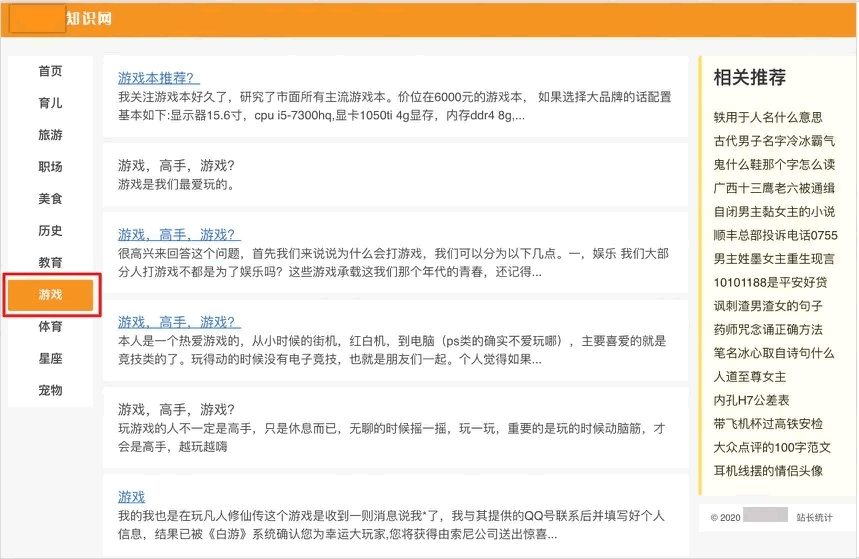 知识网
首页
育儿
旅游
职场
美食
历史
教育
游戏
体育
星座
宠物
游戏本推荐?
我关注游戏本好久了，研究了市面所有主流游戏本。价位在6000元的游戏本， 如果选择大品牌的话配置
基本如下:显示器15.6寸，cpu i5-7300hq,显卡1050ti 4g显存，内存ddr4 8g,...
游戏，高手，游戏?
游戏是我们最爱玩的。
游戏，高手，游戏?
很高兴来回答这个问题，首先我们来说说为什么会打游戏，我们可以分为以下几点。一，娱乐 我们大部
分人打游戏不都是为了娱乐吗？这些游戏承载这我们那个年代的青春，还记得...
游戏，高手，游戏?
本人是一个热爱游戏的，从小时候的街机，红白机，到电脑（ps类的确实不爱玩哪），主要喜爱的就是
竞技类的了。玩得动的时候没有电子竞技，也就是朋友们一起。个人觉得如果...
游戏，高手，游戏?
玩游戏的人不一定是高手，只是休息而已，无聊的时候摇一摇，玩一玩，重要的是玩的时候动脑筋，才
会是高手，越玩越嗨
游戏
我的我也是在玩凡人修仙传这个游戏是收到一则消息说我*了，我与其提供的QQ号联系后并填写好个人
信息，结果已被《白游》系统确认您为幸运大玩家,您将获得由索尼公司送出惊喜...
相关推荐
轶用于人名什么意思
古代男子名字冷冰霸气
鬼什么鞋那个字怎么读
广西十三鹰老六被通缉
自闭男主黏女主的小说
顺丰总部投诉电话0755
男主姓墨女主重生现言
10101188是平安好贷
讽刺渣男渣女的句子
药师咒念诵正确方法
笔名冰心取自诗句什么
人道至尊女主
内孔H7公差表
带飞机杯过高铁安检
大众点评的100字范文
耳机线摆的情侣头像
© 2020 站长统计